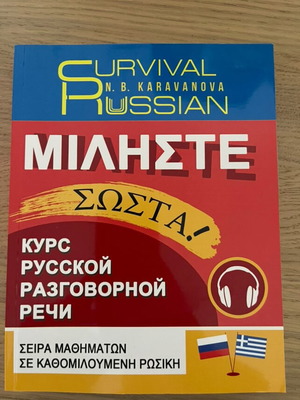 SURVIVAL
N. B. KARAVANOVA
RUSSIAN
ΜΙΛΗΣΤΕ
ΣΩΣΤΑ!
КУРС
РУССКОЙ
РАЗГОВОРНОЙ
РЕЧИ
ΣΕΙΡΑ ΜΑΘΗΜΑΤΩΝ
ΣΕ ΚΑΘΟΜΙΛΟΥΜΕΝΗ ΡΩΣΙΚΗ